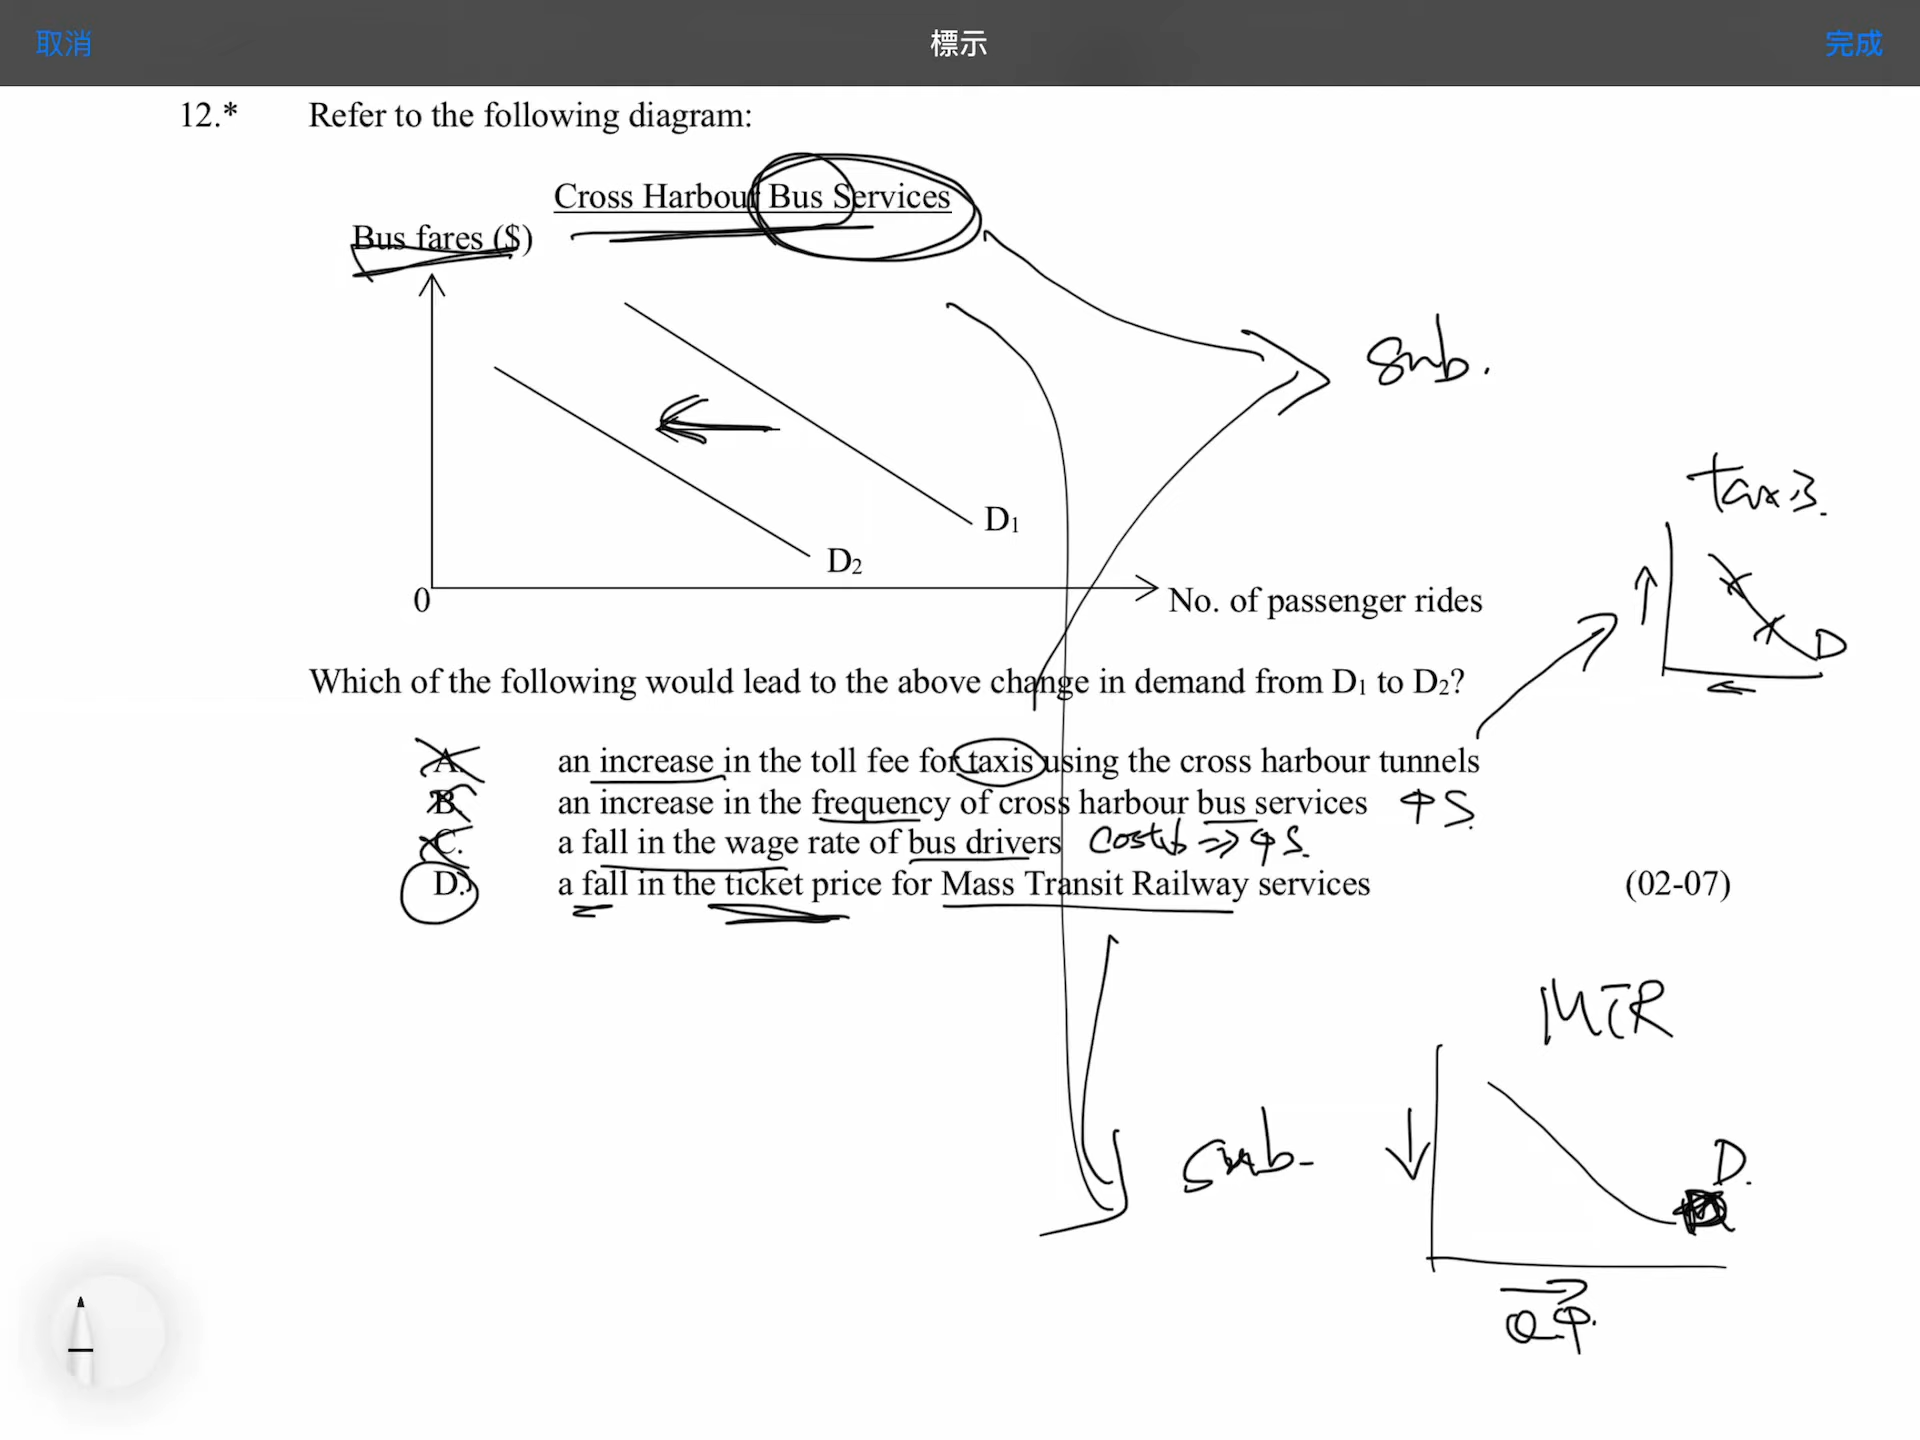 取消 標示 完成
12.* Refer to the following diagram:
Cross Harbour Bus Services
Bus fares ($)
sub.
taxi
D1
D2
D
0
No. of passenger rides
Which of the following would lead to the above change in demand from D1 to D2?
A. an increase in the toll fee for taxis using the cross harbour tunnels
B. an increase in the frequency of cross harbour bus services ↑S
C. a fall in the wage rate of bus drivers cost↓ ⇒ ↑S.
D. a fall in the ticket price for Mass Transit Railway services (02-07)
MTR
sub.
D.
Q↑.